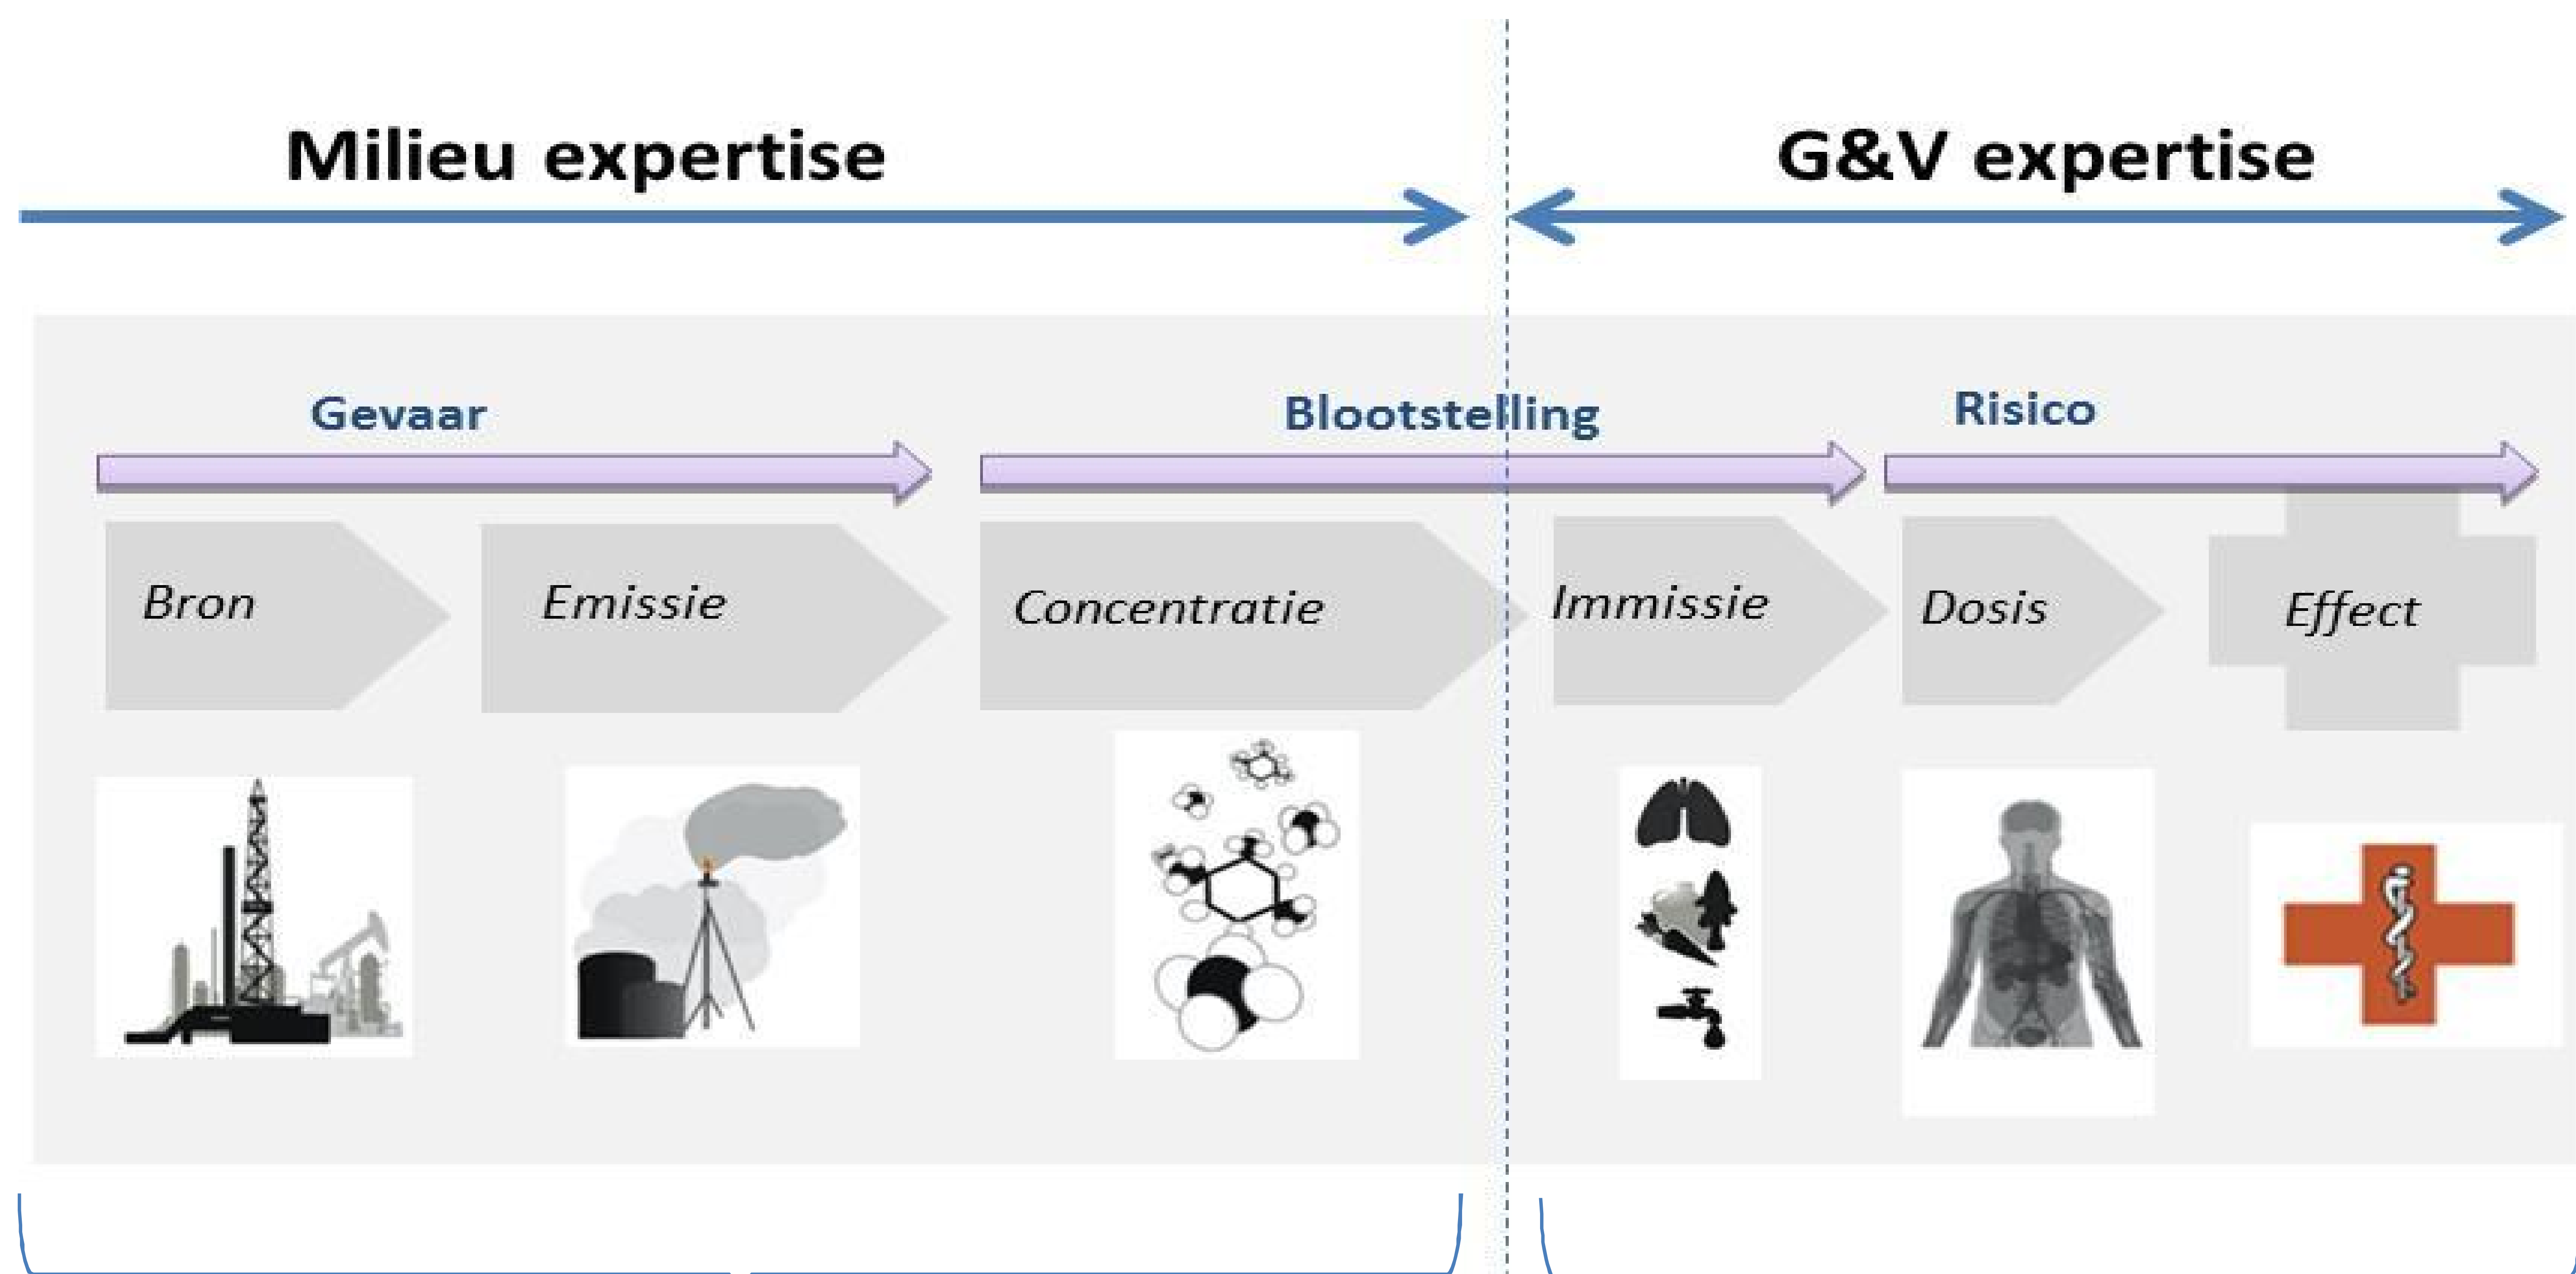 Milieu expertise
G&V expertise
Gevaar
Blootstelling
Risico
Bron
Emissie
Concentratie
Immissie
Dosis
Effect